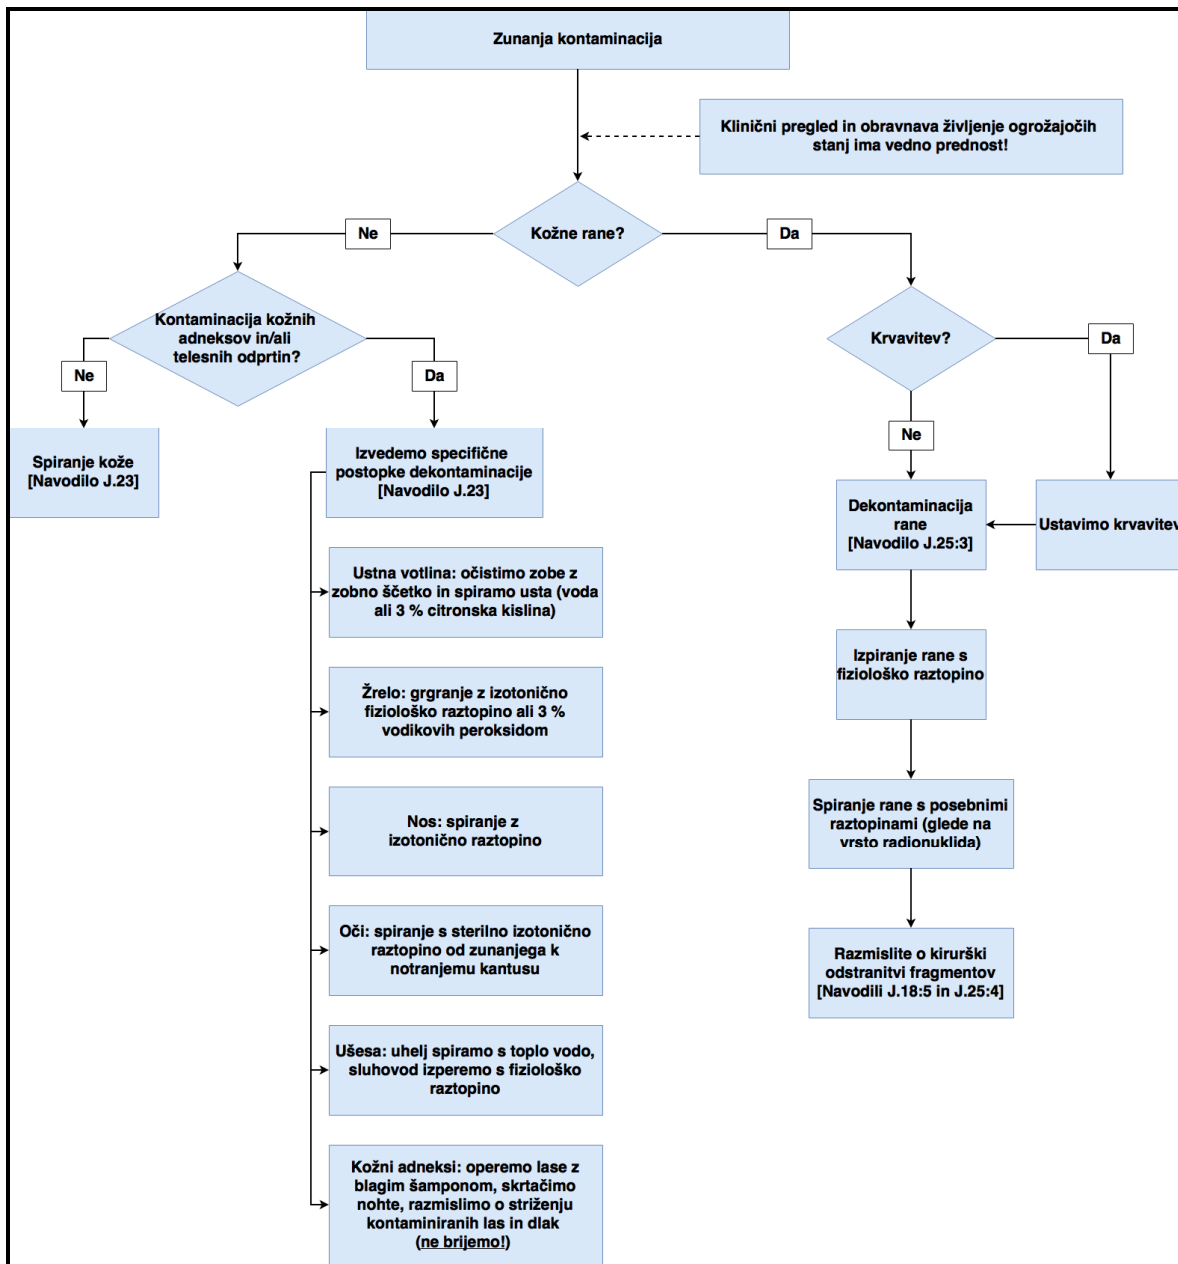 Zunanja kontaminacija
Klinični pregled in obravnava življenje ogrožajočih
stanj ima vedno prednost!
Kožne rane?
Ne
Da
Kontaminacija kožnih
adneksov in/ali
telesnih odprtin?
Krvavitev?
Ne
Da
Da
Ne
Spiranje kože
[Navodilo J.23]
Izvedemo specifične
postopke dekontaminacije
[Navodilo J.23]
Dekontaminacija
rane
[Navodilo J.25:3]
Ustavimo krvavitev
Ustna votlina: očistimo zobe z
zobno ščetko in spiramo usta (voda
ali 3 % citronska kislina)
Izpiranje rane s
fiziološko raztopino
Žrelo: grgranje z izotonično
fiziološko raztopino ali 3 %
vodikovih peroksidom
Nos: spiranje z
izotonično raztopino
Spiranje rane s posebnimi
raztopinami (glede na
vrsto radionuklida)
Oči: spiranje s sterilno izotonično
raztopino od zunanjega k
notranjemu kantusu
Razmislite o kirurški
odstranitvi fragmentov
[Navodili J.18:5 in J.25:4]
Ušesa: uhelj spiramo s toplo vodo,
sluhovod izperemo s fiziološko
raztopino
Kožni adneksi: operemo lase z
blagim šamponom, skrtačimo
nohte, razmislimo o striženju
kontaminiranih las in dlak
(ne brijemo!)